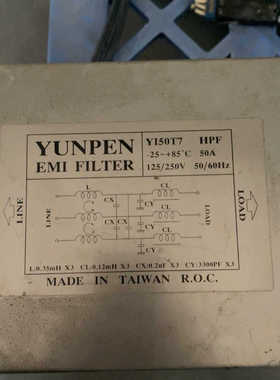 YUNPEN
EMI FILTER
YI50T7 HPF
-25~+85°C 50A
125/250V 50/60Hz
LINE
LINE
L
CX
CX
CX
CL
CL
CL
CY
CY
CY
LOAD
LOAD
L:0.35mH X3 CL:0.12mH X3 CX:0.2uF X3 CY:3300PF X3
MADE IN TAIWAN R.O.C.